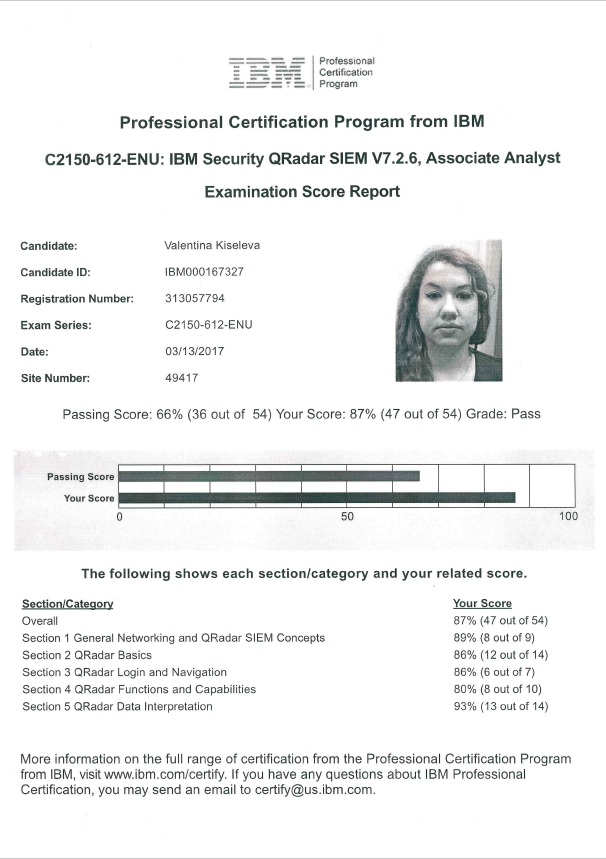 IBM
Professional
Certification
Program
Professional Certification Program from IBM
C2150-612-ENU: IBM Security QRadar SIEM V7.2.6, Associate Analyst
Examination Score Report
Candidate: Valentina Kiseleva
Candidate ID: IBM000167327
Registration Number: 313057794
Exam Series: C2150-612-ENU
Date: 03/13/2017
Site Number: 49417
Passing Score: 66% (36 out of 54) Your Score: 87% (47 out of 54) Grade: Pass
Passing Score
Your Score
0 50 100
The following shows each section/category and your related score.
Section/Category Your Score
Overall 87% (47 out of 54)
Section 1 General Networking and QRadar SIEM Concepts 89% (8 out of 9)
Section 2 QRadar Basics 86% (12 out of 14)
Section 3 QRadar Login and Navigation 86% (6 out of 7)
Section 4 QRadar Functions and Capabilities 80% (8 out of 10)
Section 5 QRadar Data Interpretation 93% (13 out of 14)
More information on the full range of certification from the Professional Certification Program
from IBM, visit www.ibm.com/certify. If you have any questions about IBM Professional
Certification, you may send an email to certify@us.ibm.com.